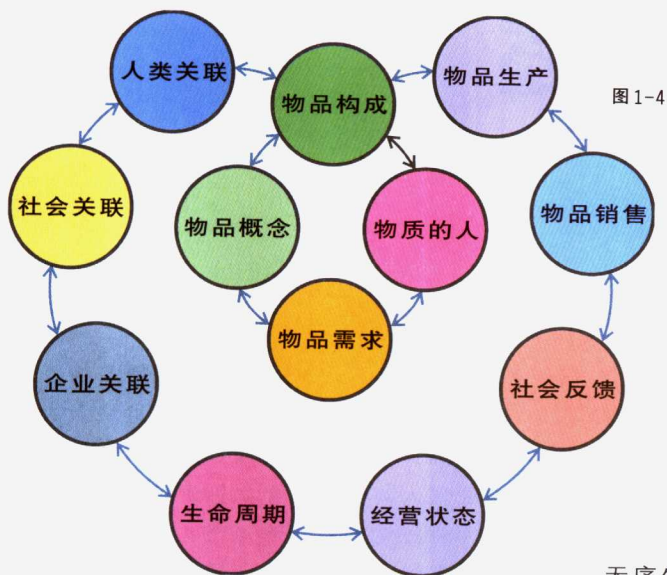 人类关联
物品构成
物品生产
图1-4
社会关联
物品概念
物质的人
物品销售
物品需求
企业关联
社会反馈
生命周期
经营状态